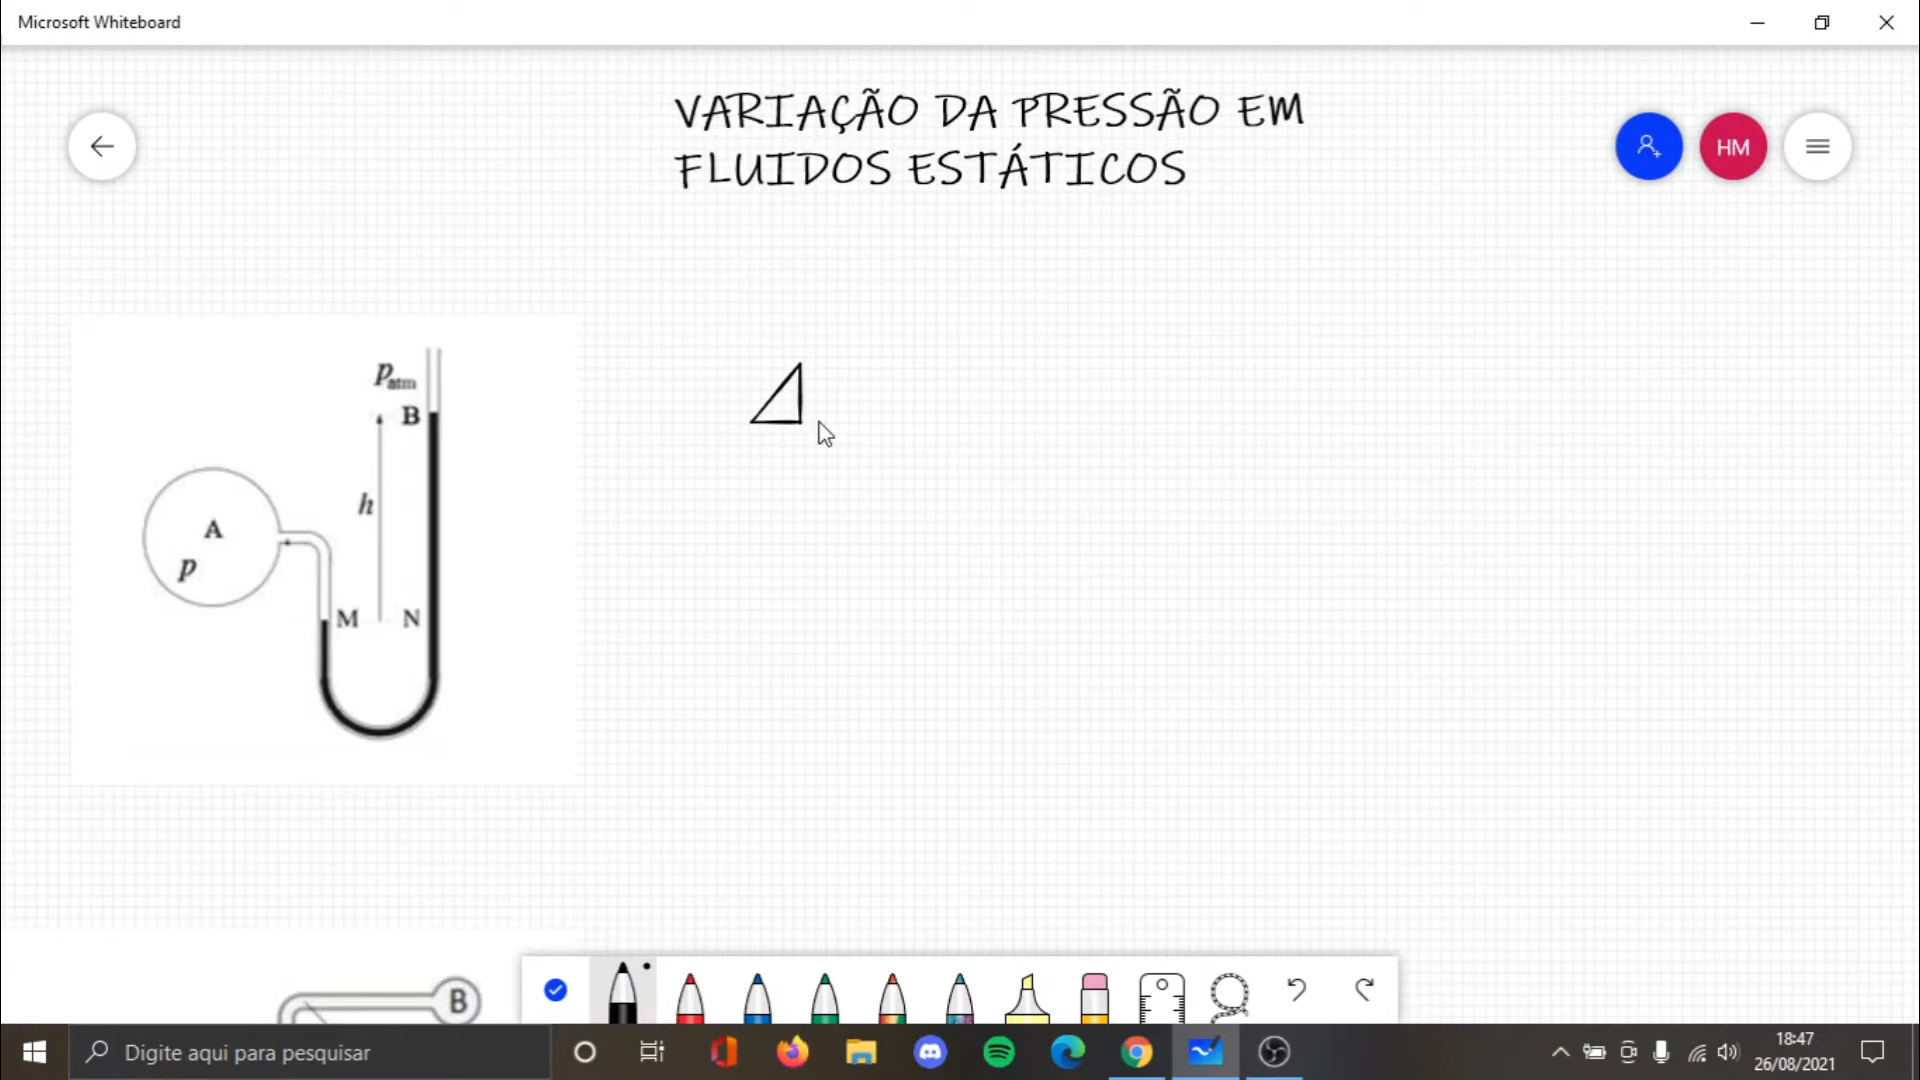 Microsoft Whiteboard
VARIAÇÃO DA PRESSÃO EM
FLUIDOS ESTÁTICOS
HM
Patm
B
h
A
p
M N
B
Digite aqui para pesquisar
18:47
26/08/2021